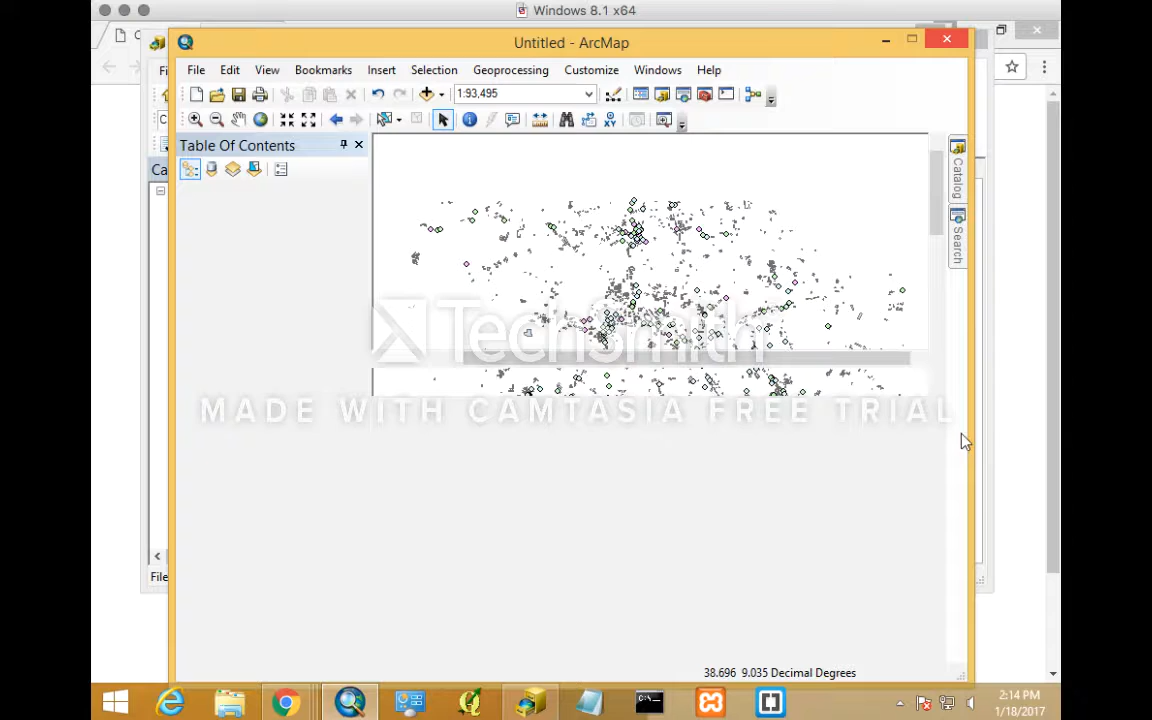 Windows 8.1 x64
Untitled - ArcMap
File Edit View Bookmarks Insert Selection Geoprocessing Customize Windows Help
1:93,495
Table Of Contents
Catalog
Search
Ca
TechSmith
MADE WITH CAMTASIA FREE TRIAL
File
38.696 9.035 Decimal Degrees
2:14 PM
1/18/2017